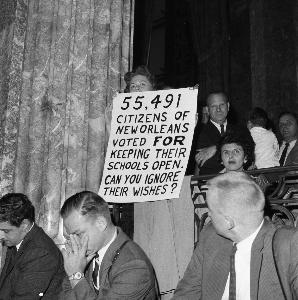 55,491
CITIZENS OF
NEW ORLEANS
VOTED FOR
KEEPING THEIR
SCHOOLS OPEN.
CAN YOU IGNORE
THEIR WISHES?